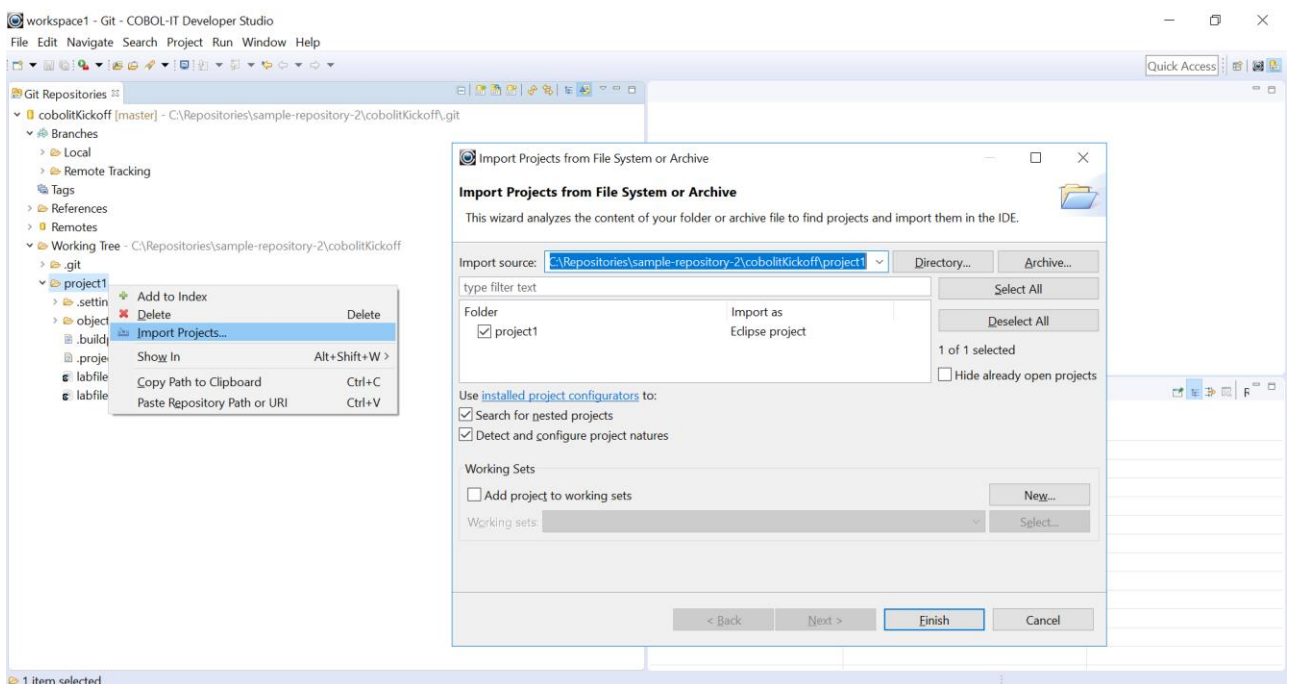 workspace1 - Git - COBOL-IT Developer Studio
File Edit Navigate Search Project Run Window Help
Quick Access
Git Repositories
cobolitKickoff [master] - C:\Repositories\sample-repository-2\cobolitKickoff\.git
Branches
Local
Remote Tracking
Tags
References
Remotes
Working Tree - C:\Repositories\sample-repository-2\cobolitKickoff
.git
project1
.settin
object
.build
.proje
labfile
labfile
Add to Index
Delete Delete
Import Projects...
Show In Alt+Shift+W >
Copy Path to Clipboard Ctrl+C
Paste Repository Path or URI Ctrl+V
Import Projects from File System or Archive
Import Projects from File System or Archive
This wizard analyzes the content of your folder or archive file to find projects and import them in the IDE.
Import source: C:\Repositories\sample-repository-2\cobolitKickoff\project1 Directory... Archive...
type filter text Select All
Folder Import as
project1 Eclipse project
Deselect All
1 of 1 selected
Hide already open projects
Use installed project configurators to:
Search for nested projects
Detect and configure project natures
Working Sets
Add project to working sets New...
Working sets: Select...
< Back Next > Finish Cancel
1 item selected